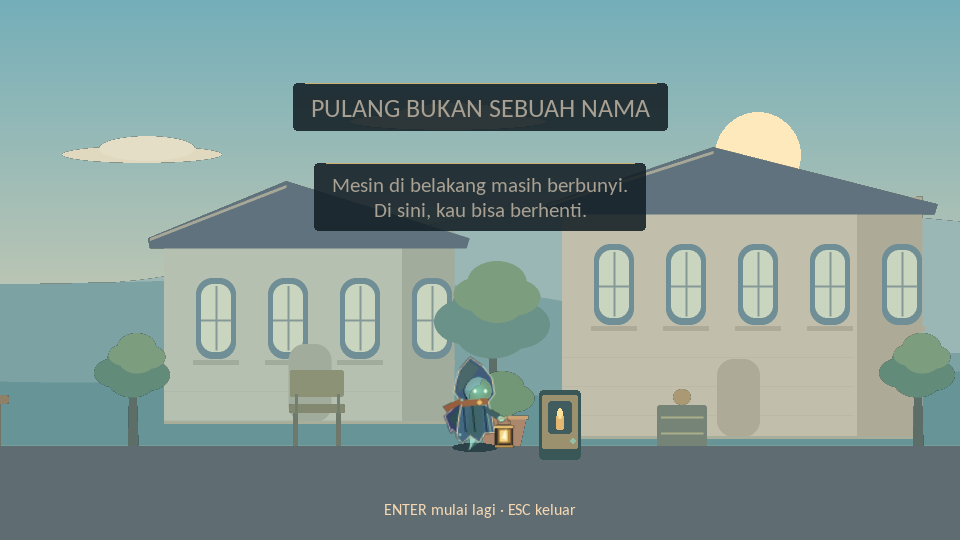 PULANG BUKAN SEBUAH NAMA
Mesin di belakang masih berbunyi.
Di sini, kau bisa berhenti.
ENTER mulai lagi · ESC keluar